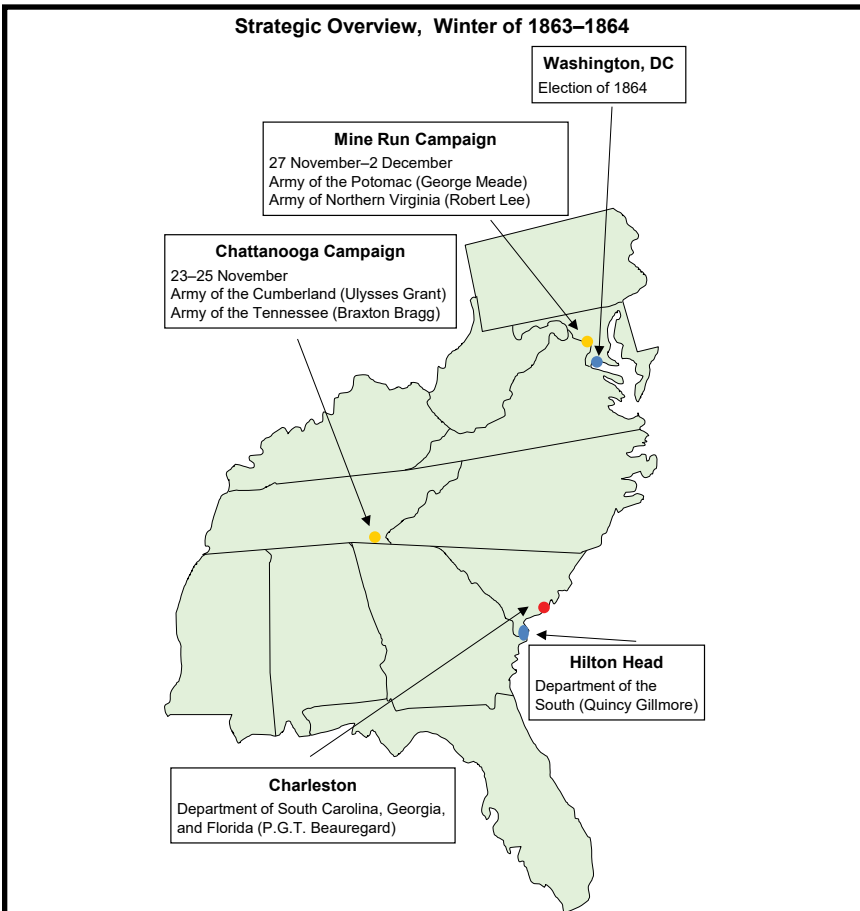 Strategic Overview, Winter of 1863–1864
Washington, DC
Election of 1864
Mine Run Campaign
27 November–2 December
Army of the Potomac (George Meade)
Army of Northern Virginia (Robert Lee)
Chattanooga Campaign
23–25 November
Army of the Cumberland (Ulysses Grant)
Army of the Tennessee (Braxton Bragg)
Hilton Head
Department of the
South (Quincy Gillmore)
Charleston
Department of South Carolina, Georgia,
and Florida (P.G.T. Beauregard)